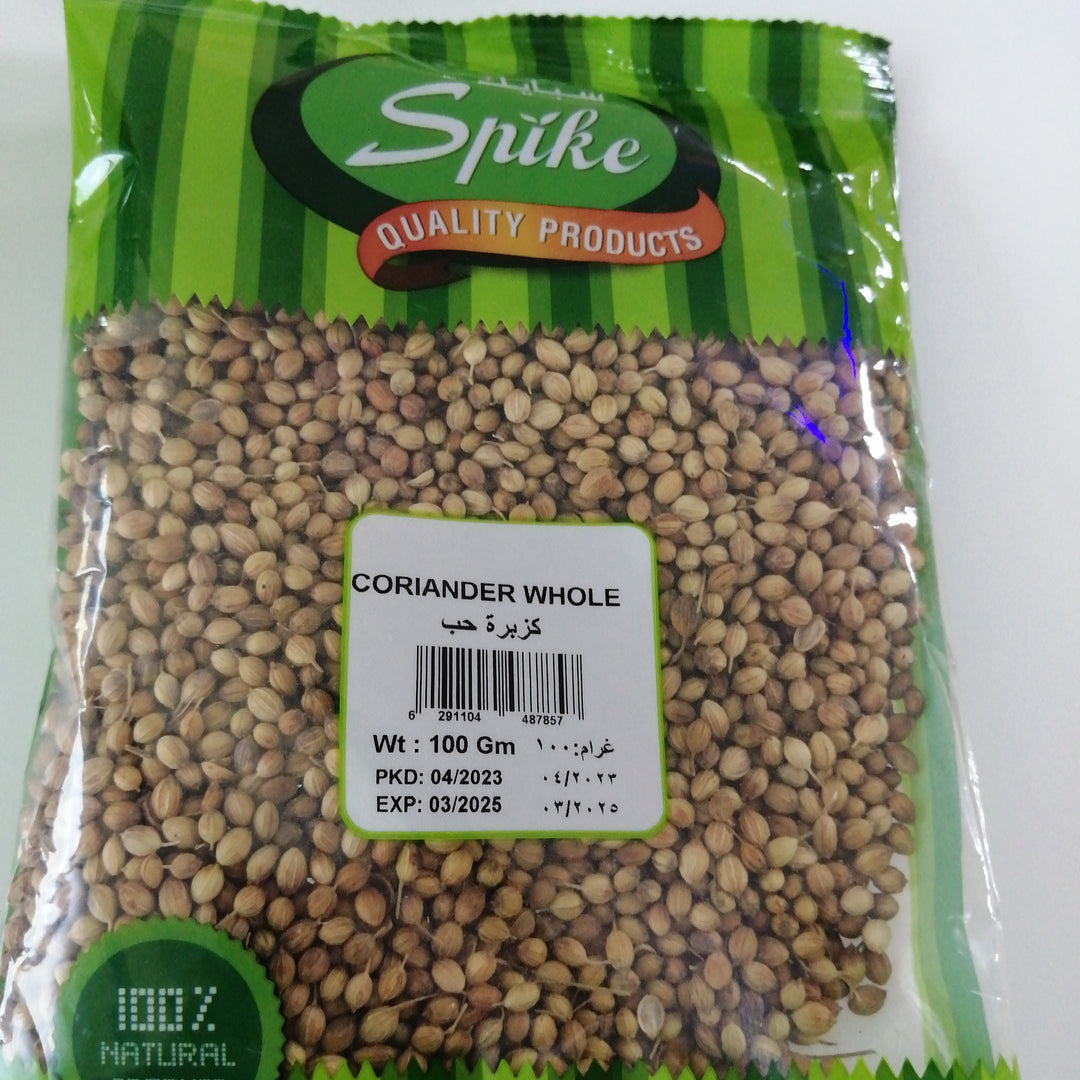 سبايك
Spike
QUALITY PRODUCTS
CORIANDER WHOLE
كزبرة حب
6 291104 487857
Wt : 100 Gm غرام:١٠٠
PKD: 04/2023 ٠٤/٢٠٢٣
EXP: 03/2025 ٠٣/٢٠٢٥
100%
NATURAL